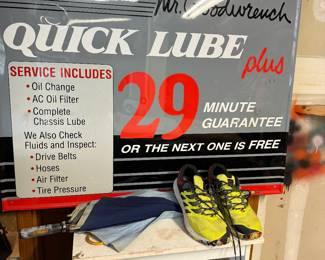 Mr. Goodwrench
QUICK LUBE
plus
SERVICE INCLUDES
• Oil Change
• AC Oil Filter
• Complete
Chassis Lube
We Also Check
Fluids and Inspect:
• Drive Belts
• Hoses
• Air Filter
• Tire Pressure
29 MINUTE
GUARANTEE
OR THE NEXT ONE IS FREE